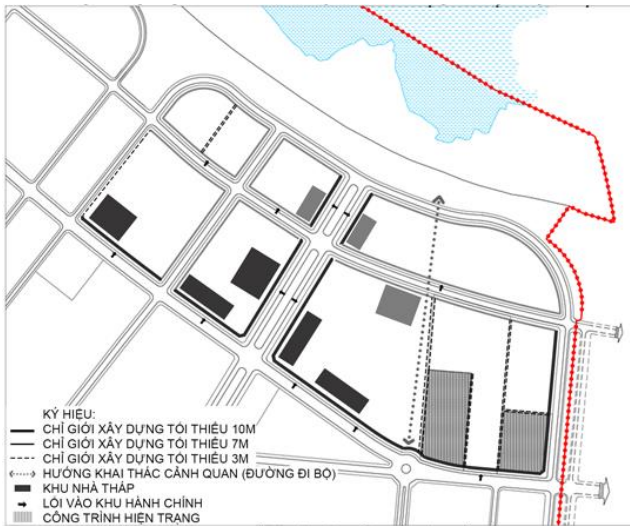 KÝ HIỆU:
CHỈ GIỚI XÂY DỰNG TỐI THIỂU 10M
CHỈ GIỚI XÂY DỰNG TỐI THIỂU 7M
CHỈ GIỚI XÂY DỰNG TỐI THIỂU 3M
HƯỚNG KHAI THÁC CẢNH QUAN (ĐƯỜNG ĐI BỘ)
KHU NHÀ THÁP
LỐI VÀO KHU HÀNH CHÍNH
CÔNG TRÌNH HIỆN TRẠNG